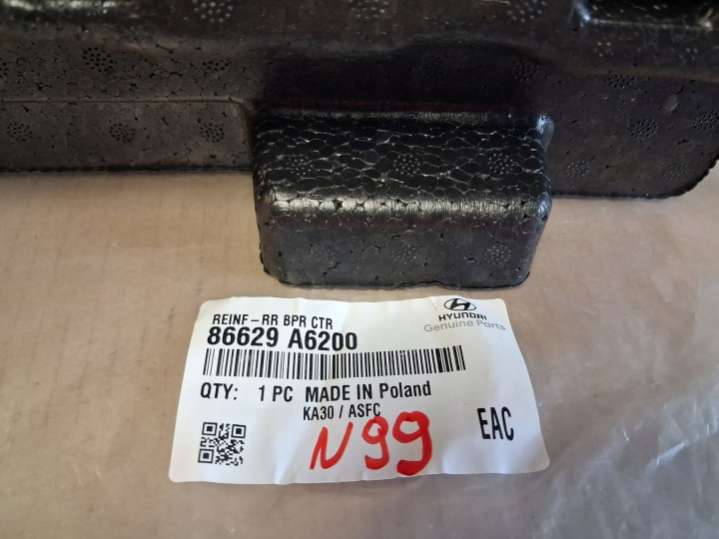 REINF-RR BPR CTR
HYUNDAI
Genuine Parts
86629 A6200
QTY: 1 PC MADE IN Poland
KA30 / ASFC
N99
EAC